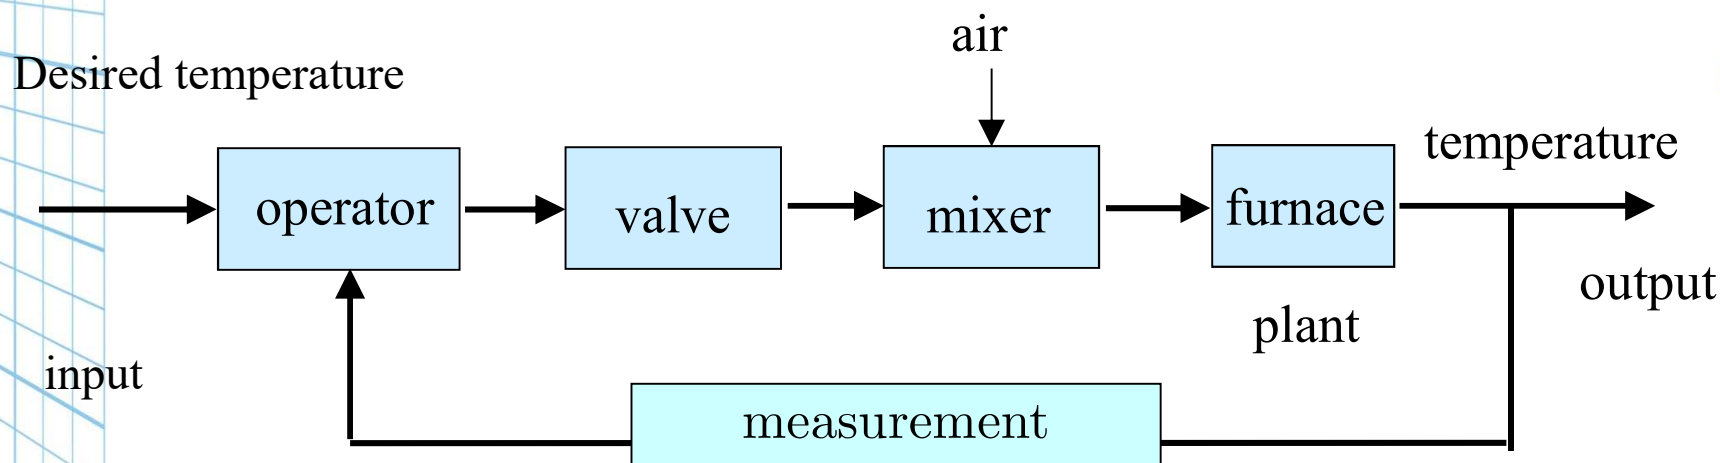 air
Desired temperature
temperature
operator
valve
mixer
furnace
output
plant
input
measurement